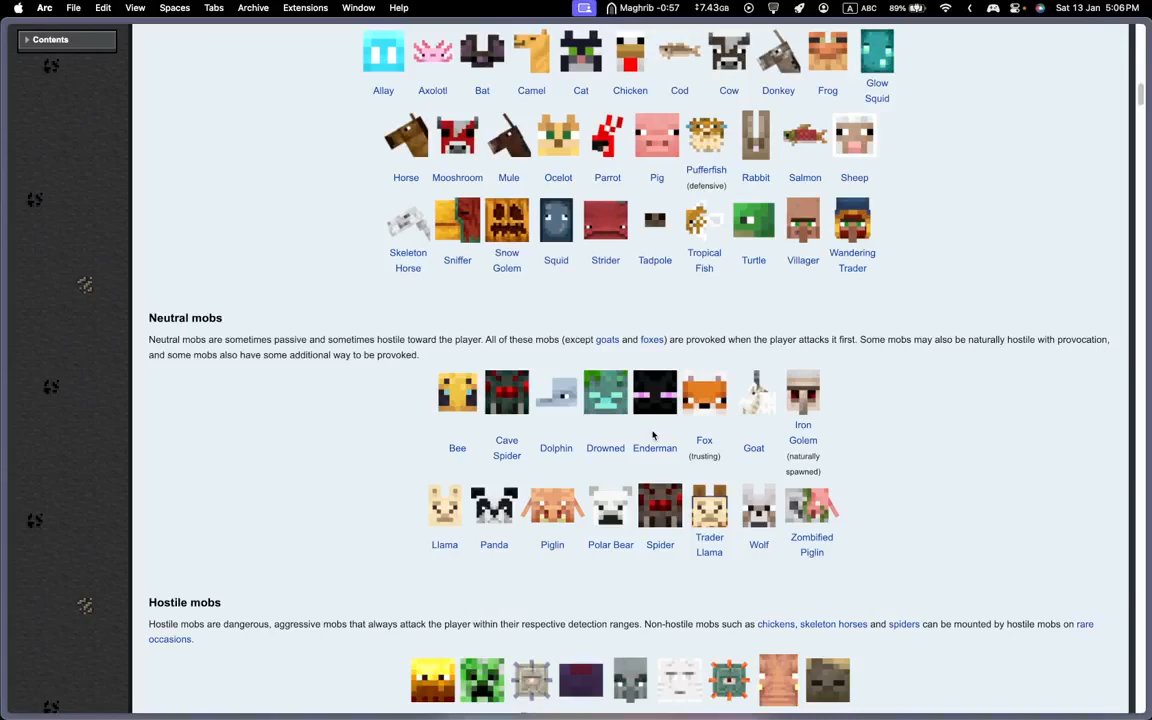 Arc File Edit View Spaces Tabs Archive Extensions Window Help Maghrib -0:57 7.43GB A ABC 89% Sat 13 Jan 5:06PM
Contents
Allay Axolotl Bat Camel Cat Chicken Cod Cow Donkey Frog Glow Squid
Horse Mooshroom Mule Ocelot Parrot Pig Pufferfish (defensive) Rabbit Salmon Sheep
Skeleton Horse Sniffer Snow Golem Squid Strider Tadpole Tropical Fish Turtle Villager Wandering Trader
Neutral mobs
Neutral mobs are sometimes passive and sometimes hostile toward the player. All of these mobs (except goats and foxes) are provoked when the player attacks it first. Some mobs may also be naturally hostile with provocation,
and some mobs also have some additional way to be provoked.
Bee Cave Spider Dolphin Drowned Enderman Fox (trusting) Goat Iron Golem (naturally spawned)
Llama Panda Piglin Polar Bear Spider Trader Llama Wolf Zombified Piglin
Hostile mobs
Hostile mobs are dangerous, aggressive mobs that always attack the player within their respective detection ranges. Non-hostile mobs such as chickens, skeleton horses and spiders can be mounted by hostile mobs on rare
occasions.